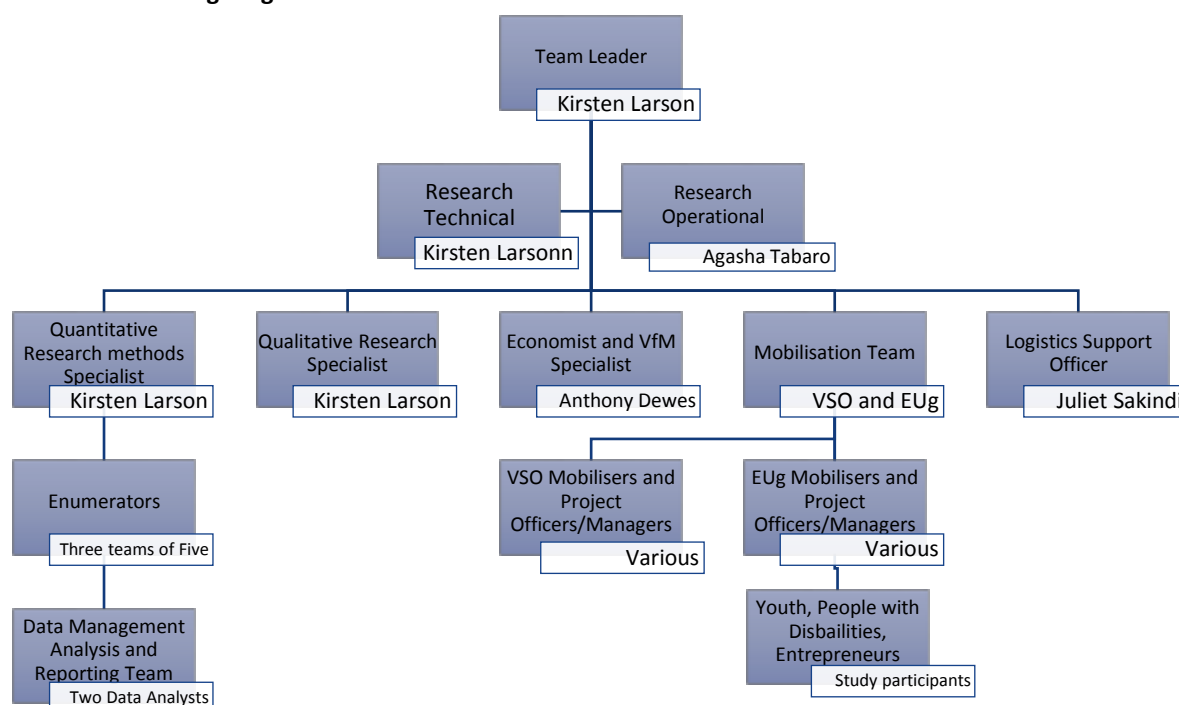 Team Leader
Kirsten Larson
Research
Technical
Kirsten Larsonn
Research
Operational
Agasha Tabaro
Quantitative
Research methods
Specialist
Kirsten Larson
Qualitative Research
Specialist
Kirsten Larson
Economist and VfM
Specialist
Anthony Dewes
Mobilisation Team
VSO and EUg
Logistics Support
Officer
Juliet Sakindi
Enumerators
Three teams of Five
VSO Mobilisers and
Project
Officers/Managers
Various
EUg Mobilisers and
Project
Officers/Managers
Various
Data Management
Analysis and
Reporting Team
Two Data Analysts
Youth, People with
Disbailities,
Entrepreneurs
Study participants